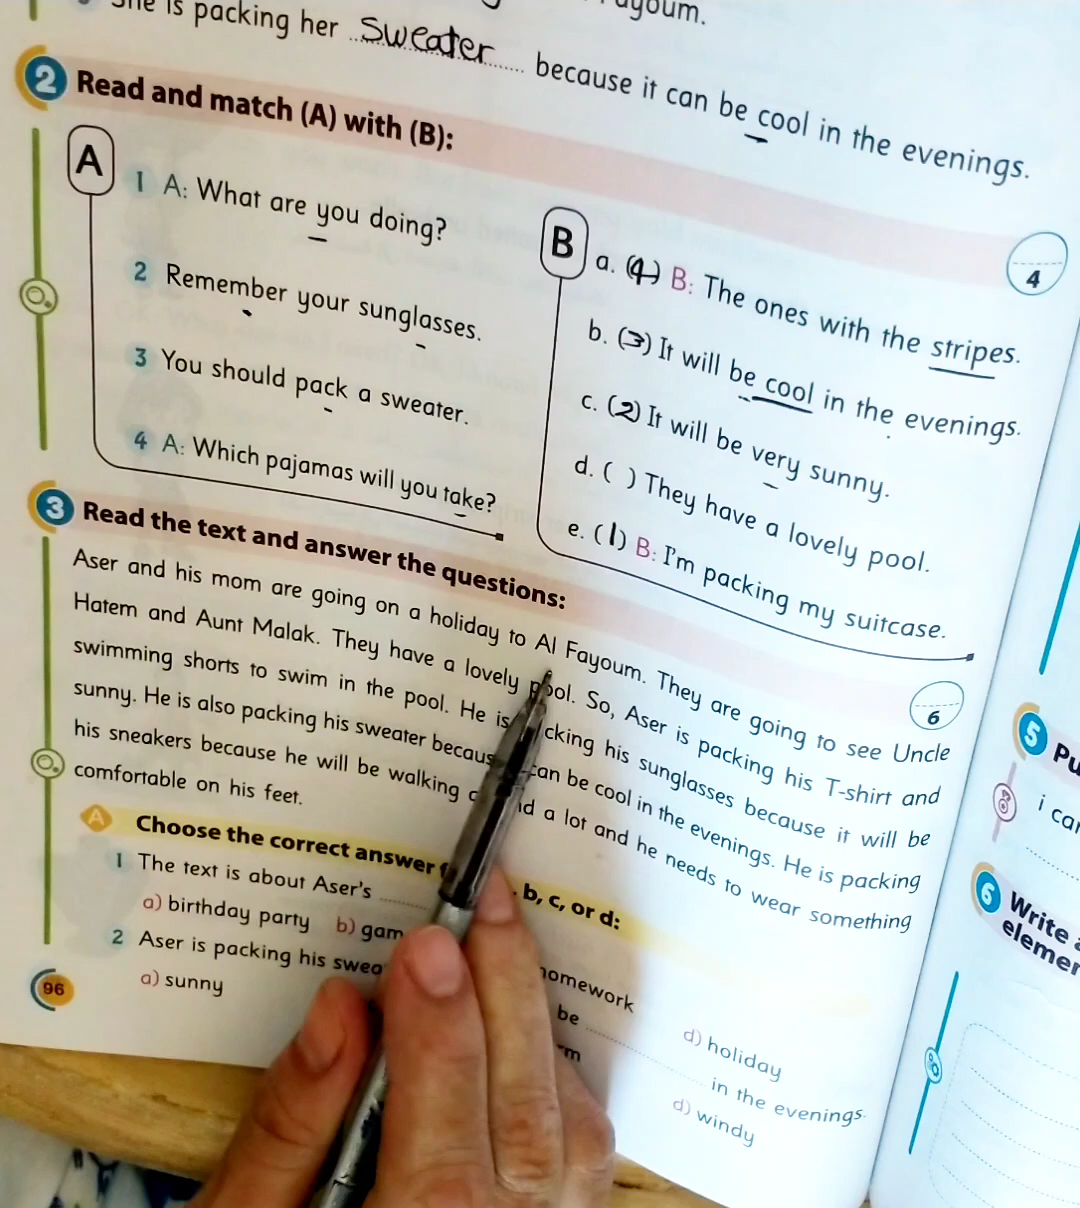 is packing her Sweater because it can be cool in the evenings.
2 Read and match (A) with (B):
A
1 A: What are you doing?
2 Remember your sunglasses.
3 You should pack a sweater.
4 A: Which pajamas will you take?
B
4
a. (4) B: The ones with the stripes.
b. (3) It will be cool in the evenings.
c. (2) It will be very sunny.
d. ( ) They have a lovely pool.
e. (1) B: I'm packing my suitcase.
3 Read the text and answer the questions:
6
Aser and his mom are going on a holiday to Al Fayoum. They are going to see Uncle
Hatem and Aunt Malak. They have a lovely pool. So, Aser is packing his T-shirt and
swimming shorts to swim in the pool. He is cking his sunglasses because it will be
sunny. He is also packing his sweater becaus can be cool in the evenings. He is packing
his sneakers because he will be walking a nd a lot and he needs to wear something
comfortable on his feet.
A Choose the correct answer b, c, or d:
1 The text is about Aser's
a) birthday party b) gam homework d) holiday
2 Aser is packing his swea be in the evenings.
a) sunny d) windy
96
5 Pu
i car
6 Write
elemer